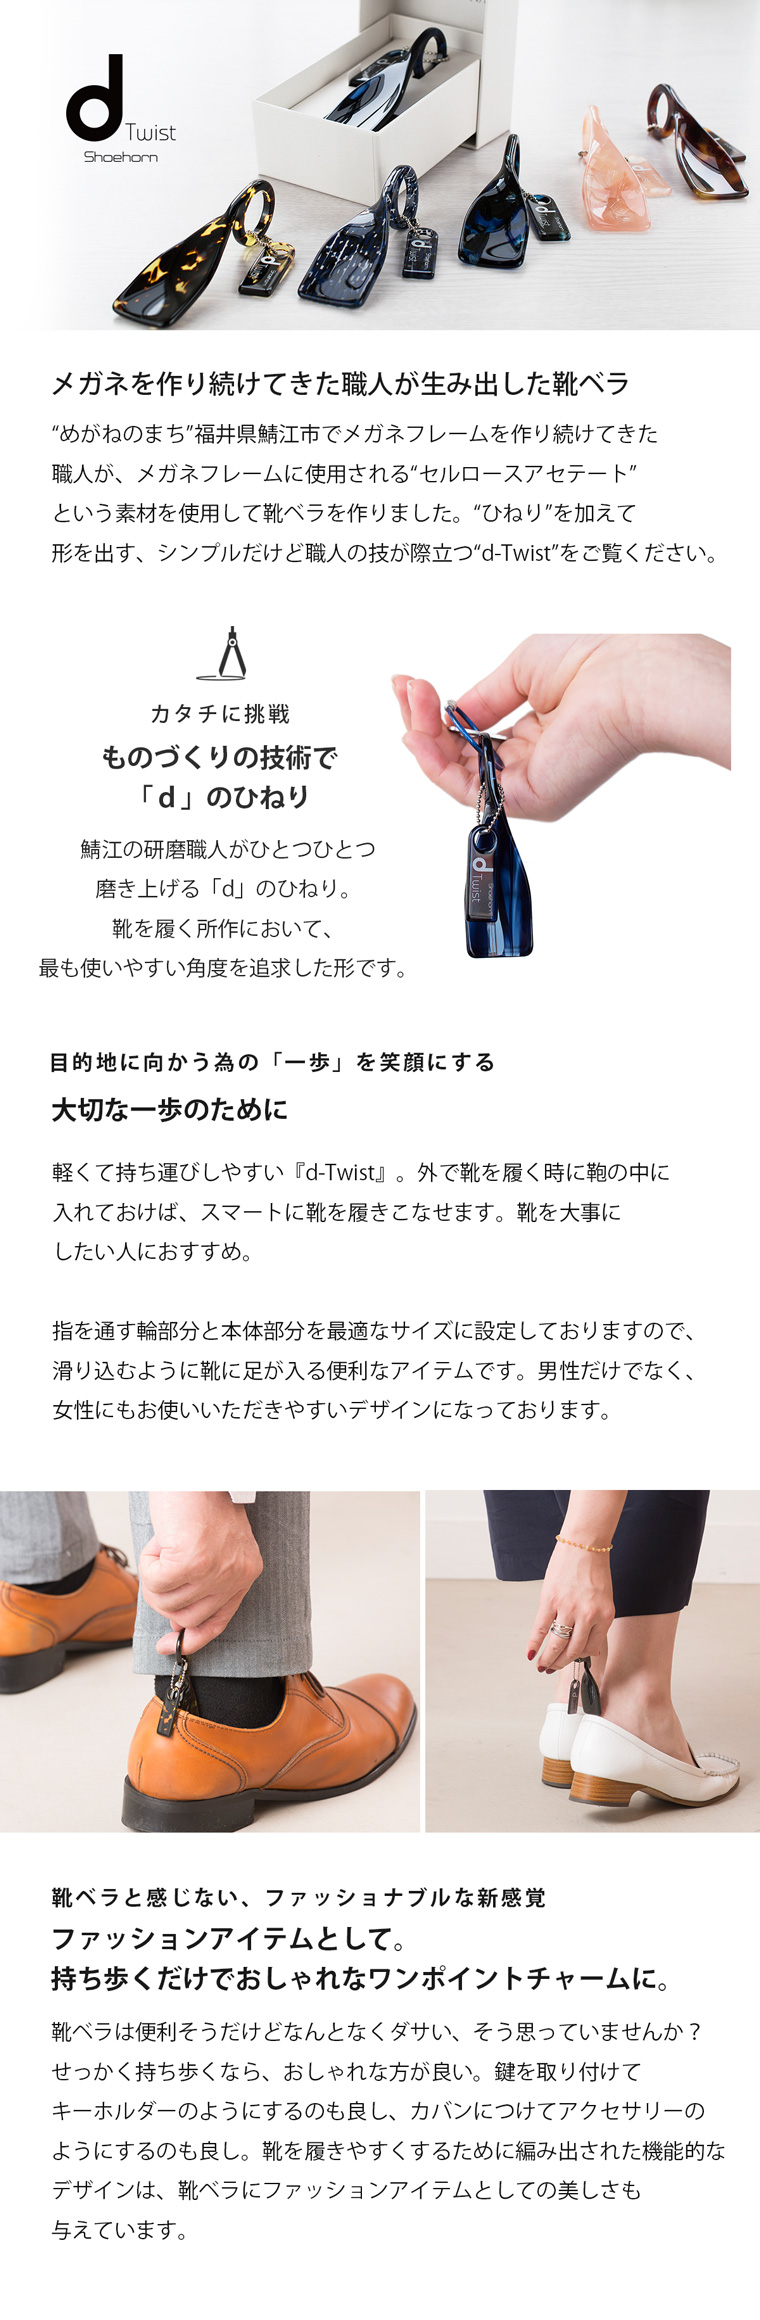 d Twist
Shoehorn
メガネを作り続けてきた職人が生み出した靴ベラ
“めがねのまち”福井県鯖江市でメガネフレームを作り続けてきた
職人が、メガネフレームに使用される“セルロースアセテート”
という素材を使用して靴ベラを作りました。“ひねり”を加えて
形を出す、シンプルだけど職人の技が際立つ“d-Twist”をご覧ください。
カタチに挑戦
ものづくりの技術で
「d」のひねり
鯖江の研磨職人がひとつひとつ
磨き上げる「d」のひねり。
靴を履く所作において、
最も使いやすい角度を追求した形です。
d Twist
Shoehorn
目的地に向かう為の「一歩」を笑顔にする
大切な一歩のために
軽くて持ち運びしやすい『d-Twist』。外で靴を履く時に鞄の中に
入れておけば、スマートに靴を履きこなせます。靴を大事に
したい人におすすめ。
指を通す輪部分と本体部分を最適なサイズに設定しておりますので、
滑り込むように靴に足が入る便利なアイテムです。男性だけでなく、
女性にもお使いいただきやすいデザインになっております。
靴ベラと感じない、ファッショナブルな新感覚
ファッションアイテムとして。
持ち歩くだけでおしゃれなワンポイントチャームに。
靴ベラは便利そうだけどなんとなくダサい、そう思っていませんか？
せっかく持ち歩くなら、おしゃれな方が良い。鍵を取り付けて
キーホルダーのようにするのも良し、カバンにつけてアクセサリーの
ようにするのも良し。靴を履きやすくするために編み出された機能的な
デザインは、靴ベラにファッションアイテムとしての美しさも
与えています。